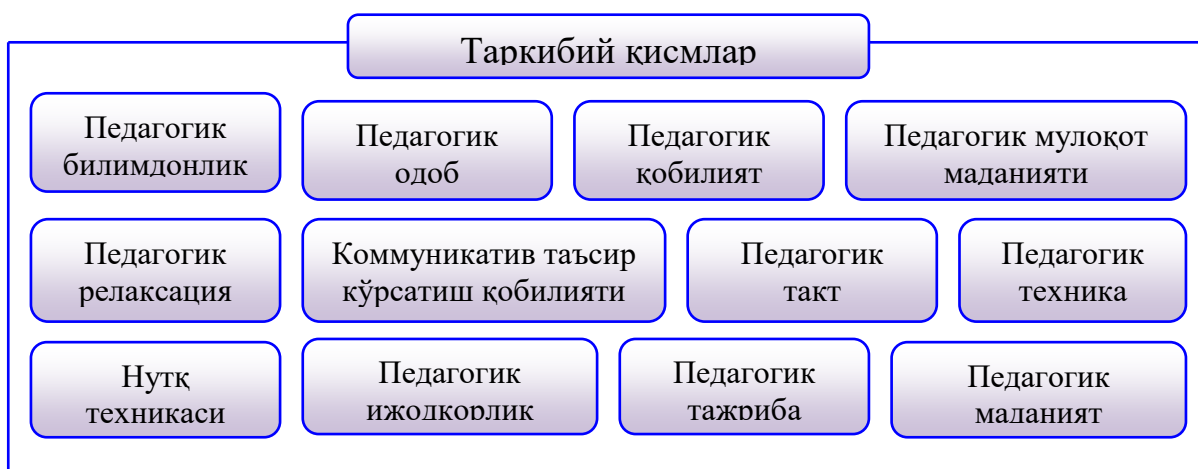 Таркибий қисмлар
Педагогик
билимдонлик
Педагогик
одоб
Педагогик
қобилият
Педагогик мулоқот
маданияти
Педагогик
релаксация
Коммуникатив таъсир
кўрсатиш қобилияти
Педагогик
такт
Педагогик
техника
Нутқ
техникаси
Педагогик
ижодкорлик
Педагогик
тажриба
Педагогик
маданият